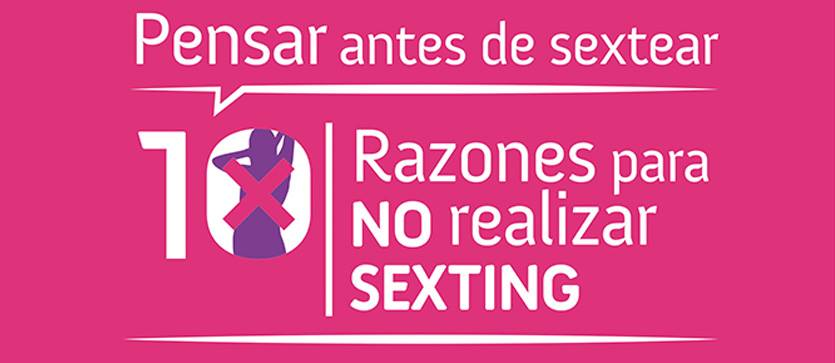 Pensar antes de sextear
10
Razones para
NO realizar
SEXTING